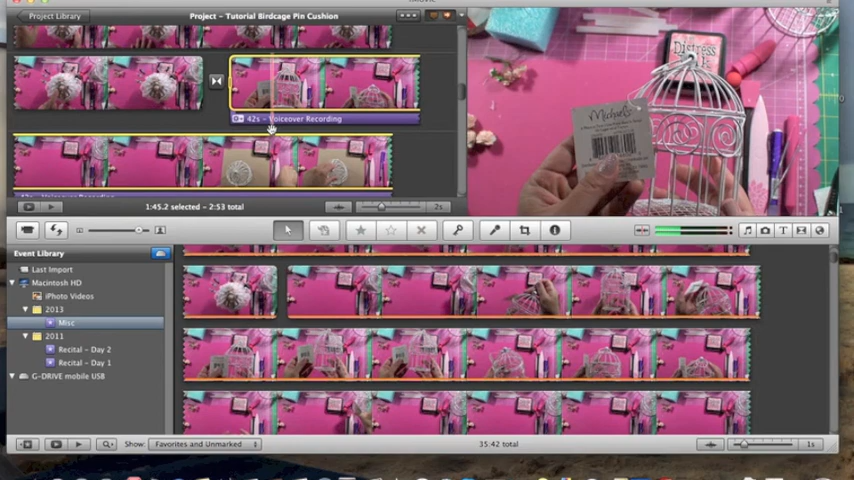 Project Library
Project – Tutorial Birdcage Pin Cushion
Distress
Michaels
42s – Voiceover Recording
1:45.2 selected – 2:53 total
2s
Event Library
Last Import
Macintosh HD
iPhoto Videos
2013
Misc
2011
Recital – Day 2
Recital – Day 1
G-DRIVE mobile USB
Show: Favorites and Unmarked
35:42 total
1s